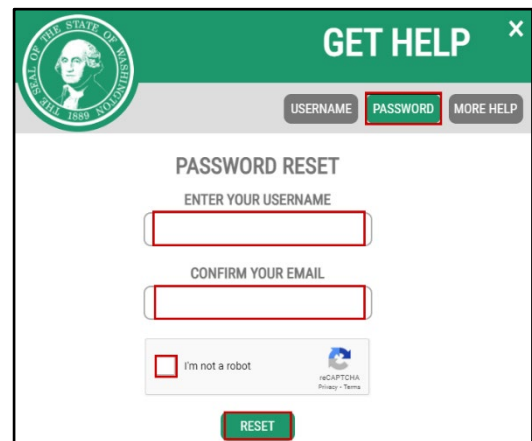 THE SEAL OF THE STATE OF WASHINGTON
1889
GET HELP
X
USERNAME PASSWORD MORE HELP
PASSWORD RESET
ENTER YOUR USERNAME
CONFIRM YOUR EMAIL
I'm not a robot
reCAPTCHA
Privacy - Terms
RESET